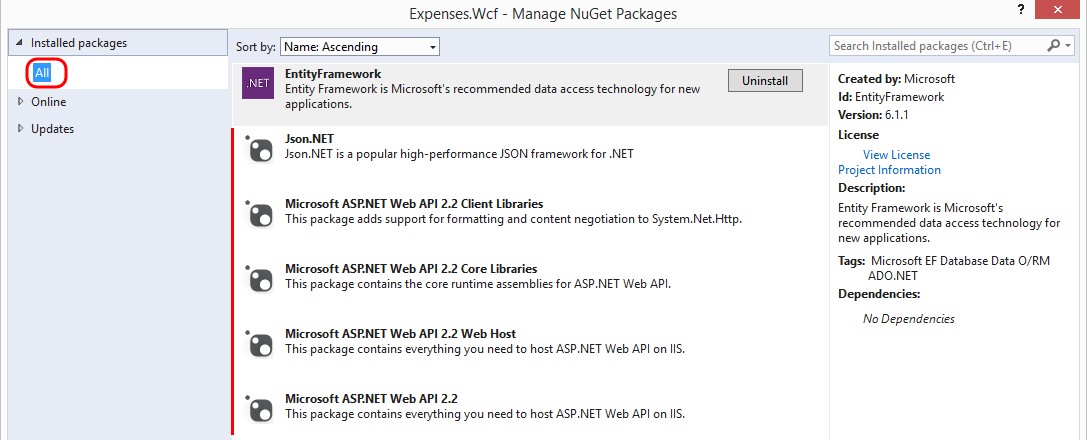 Expenses.Wcf - Manage NuGet Packages
?
Installed packages
All
Online
Updates
Sort by:
Name: Ascending
Search Installed packages (Ctrl+E)
.NET
EntityFramework
Entity Framework is Microsoft's recommended data access technology for new
applications.
Uninstall
Json.NET
Json.NET is a popular high-performance JSON framework for .NET
Microsoft ASP.NET Web API 2.2 Client Libraries
This package adds support for formatting and content negotiation to System.Net.Http.
Microsoft ASP.NET Web API 2.2 Core Libraries
This package contains the core runtime assemblies for ASP.NET Web API.
Microsoft ASP.NET Web API 2.2 Web Host
This package contains everything you need to host ASP.NET Web API on IIS.
Microsoft ASP.NET Web API 2.2
This package contains everything you need to host ASP.NET Web API on IIS.
Created by: Microsoft
Id: EntityFramework
Version: 6.1.1
License
View License
Project Information
Description:
Entity Framework is Microsoft's
recommended data access technology for
new applications.
Tags: Microsoft EF Database Data O/RM
ADO.NET
Dependencies:
No Dependencies